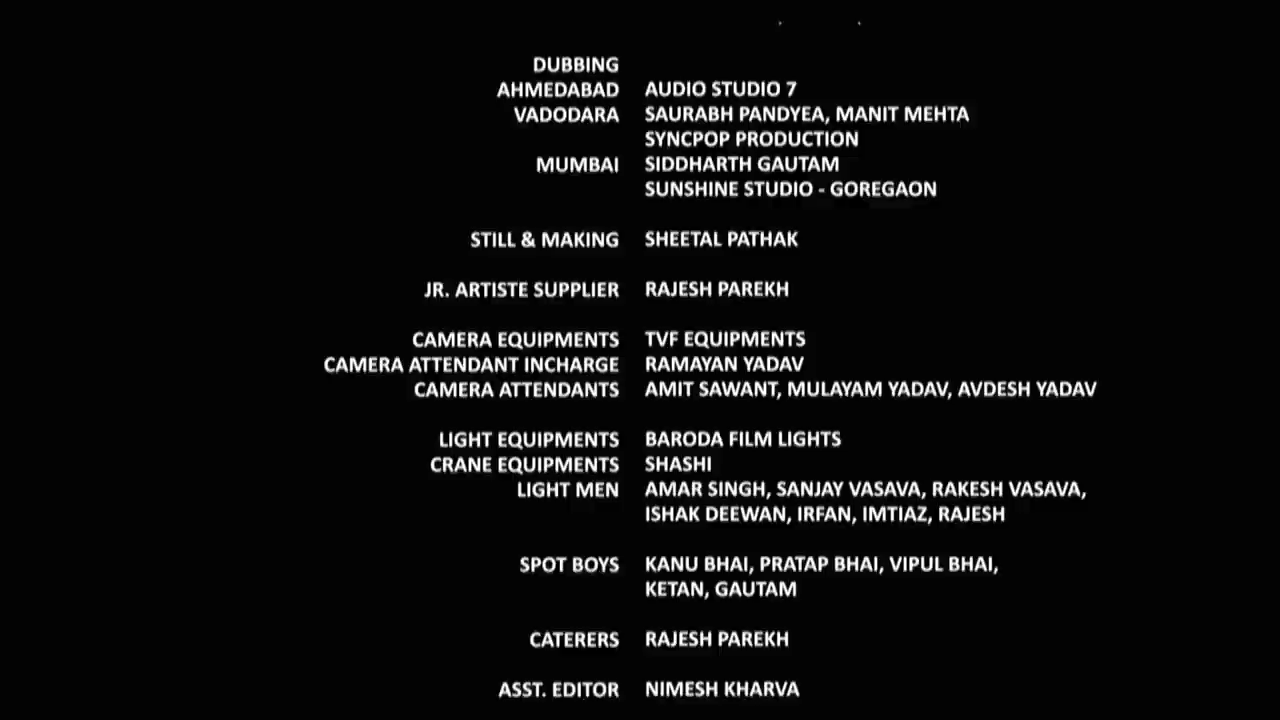 DUBBING
AHMEDABAD AUDIO STUDIO 7
VADODARA SAURABH PANDYEA, MANIT MEHTA
SYNCPOP PRODUCTION
MUMBAI SIDDHARTH GAUTAM
SUNSHINE STUDIO - GOREGAON
STILL & MAKING SHEETAL PATHAK
JR. ARTISTE SUPPLIER RAJESH PAREKH
CAMERA EQUIPMENTS TVF EQUIPMENTS
CAMERA ATTENDANT INCHARGE RAMAYAN YADAV
CAMERA ATTENDANTS AMIT SAWANT, MULAYAM YADAV, AVDESH YADAV
LIGHT EQUIPMENTS BARODA FILM LIGHTS
CRANE EQUIPMENTS SHASHI
LIGHT MEN AMAR SINGH, SANJAY VASAVA, RAKESH VASAVA,
ISHAK DEEWAN, IRFAN, IMTIAZ, RAJESH
SPOT BOYS KANU BHAI, PRATAP BHAI, VIPUL BHAI,
KETAN, GAUTAM
CATERERS RAJESH PAREKH
ASST. EDITOR NIMESH KHARVA